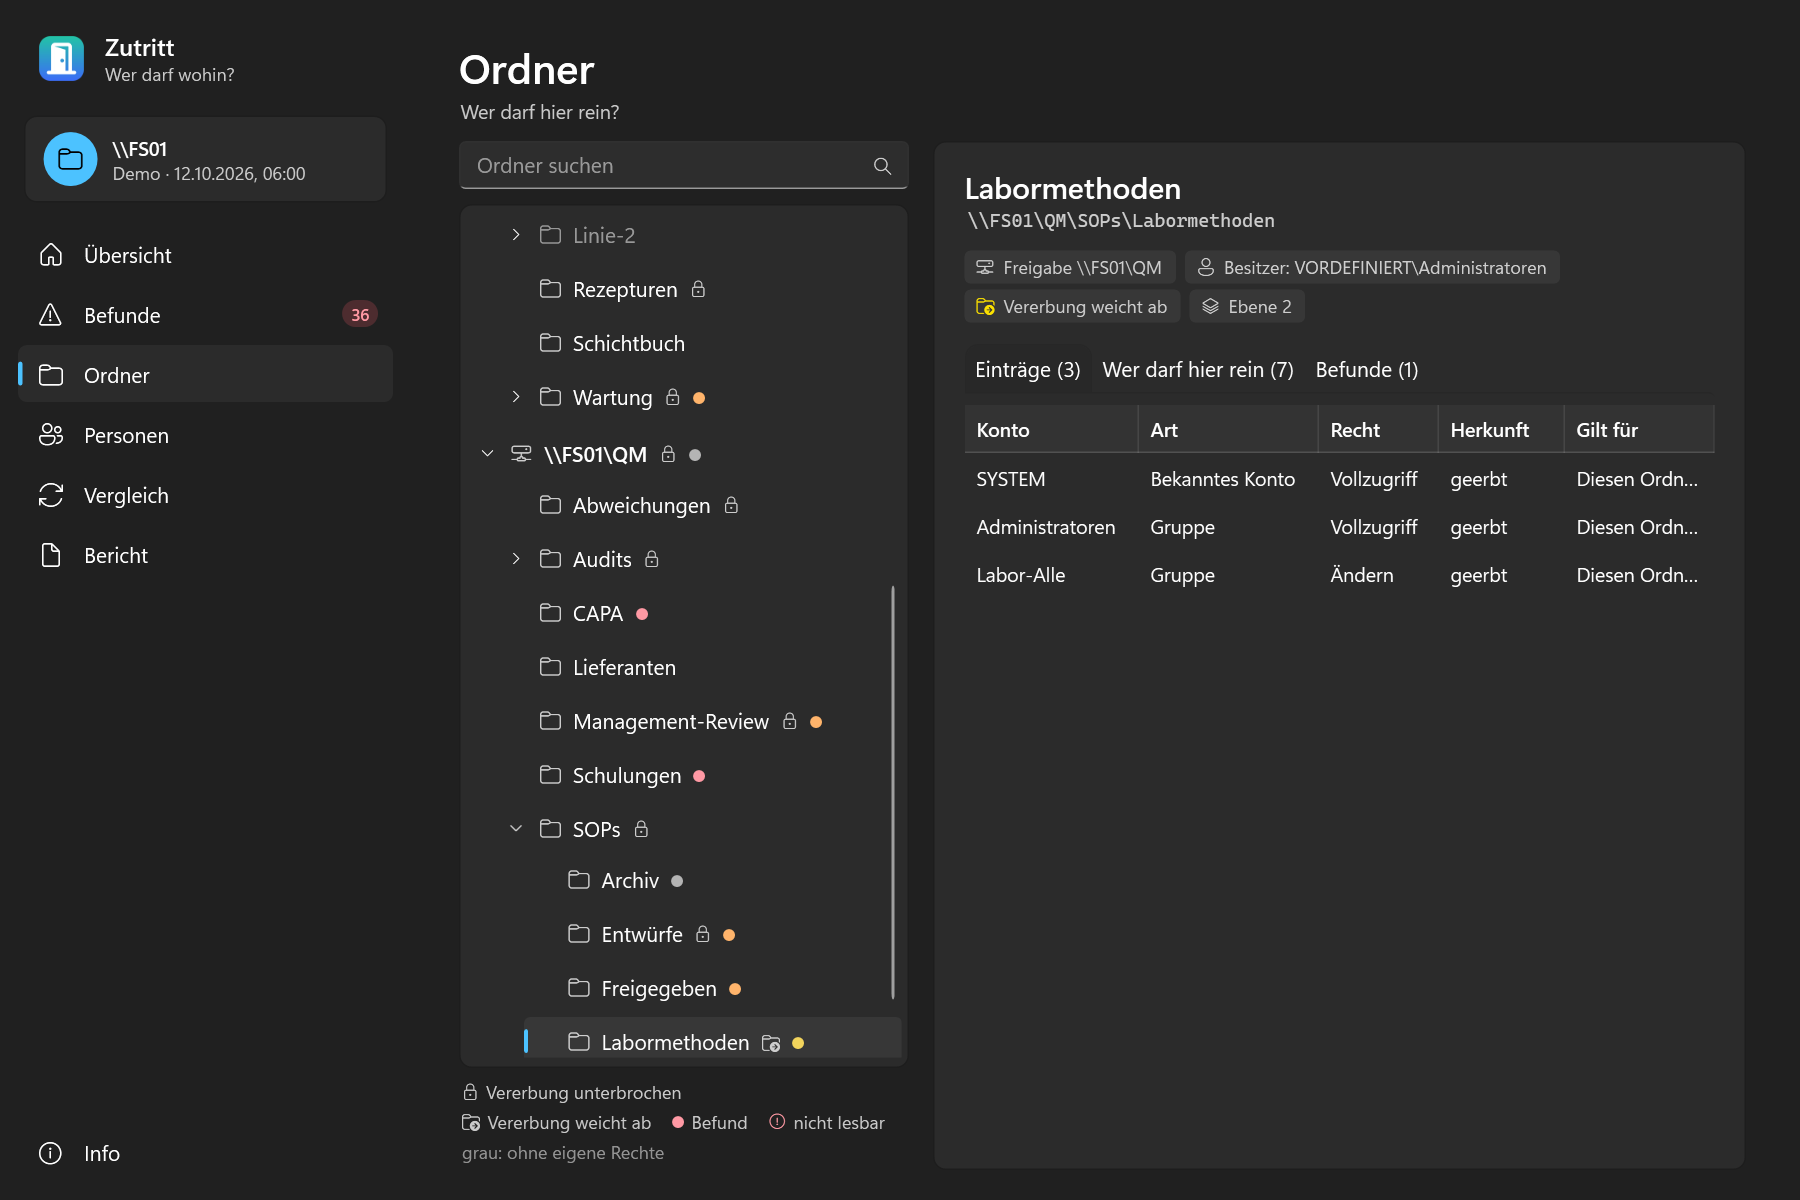 Zutritt
Wer darf wohin?
\\FS01
Demo · 12.10.2026, 06:00
Übersicht
Befunde 36
Ordner
Personen
Vergleich
Bericht
Info
Ordner
Wer darf hier rein?
Ordner suchen
Linie-2
Rezepturen
Schichtbuch
Wartung
\\FS01\QM
Abweichungen
Audits
CAPA
Lieferanten
Management-Review
Schulungen
SOPs
Archiv
Entwürfe
Freigegeben
Labormethoden
Vererbung unterbrochen
Vererbung weicht ab Befund nicht lesbar
grau: ohne eigene Rechte
Labormethoden
\\FS01\QM\SOPs\Labormethoden
Freigabe \\FS01\QM Besitzer: VORDEFINIERT\Administratoren
Vererbung weicht ab Ebene 2
Einträge (3) Wer darf hier rein (7) Befunde (1)
Konto Art Recht Herkunft Gilt für
SYSTEM Bekanntes Konto Vollzugriff geerbt Diesen Ordn...
Administratoren Gruppe Vollzugriff geerbt Diesen Ordn...
Labor-Alle Gruppe Ändern geerbt Diesen Ordn...